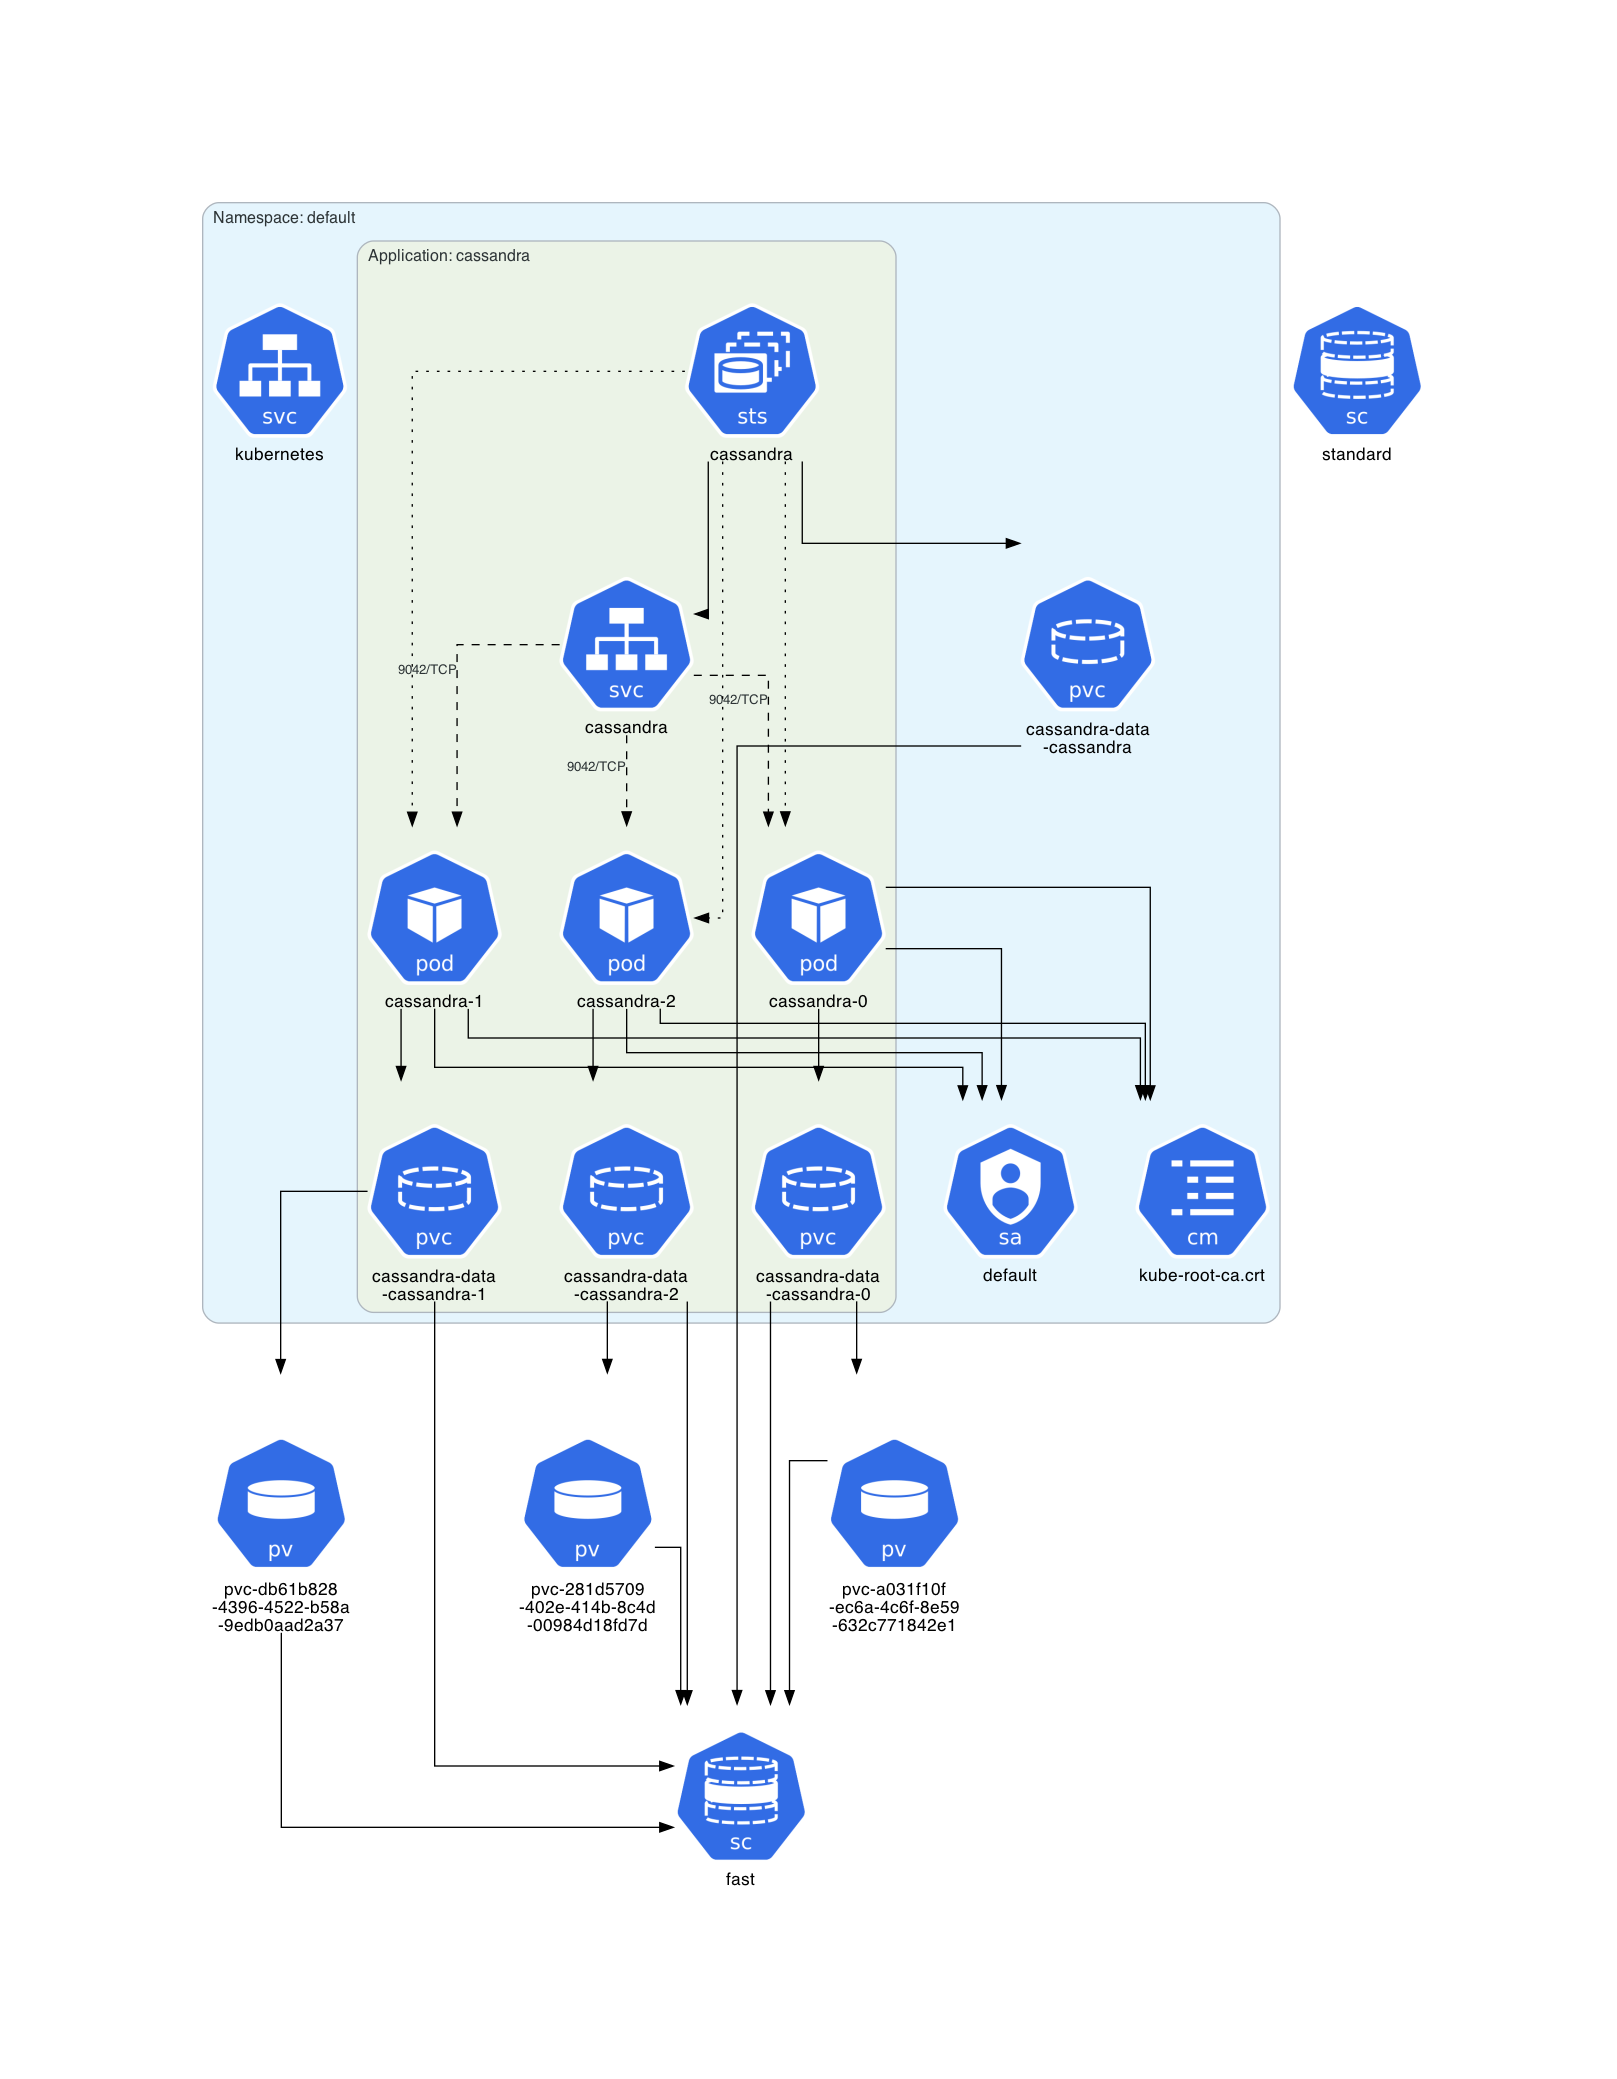 Namespace: default
Application: cassandra
svc
kubernetes
sts
cassandra
sc
standard
svc
cassandra
9042/TCP
9042/TCP
9042/TCP
pvc
cassandra-data
-cassandra
pod
cassandra-1
pod
cassandra-2
pod
cassandra-0
pvc
cassandra-data
-cassandra-1
pvc
cassandra-data
-cassandra-2
pvc
cassandra-data
-cassandra-0
sa
default
cm
kube-root-ca.crt
pv
pvc-db61b828
-4396-4522-b58a
-9edb0aad2a37
pv
pvc-281d5709
-402e-414b-8c4d
-00984d18fd7d
pv
pvc-a031f10f
-ec6a-4c6f-8e59
-632c771842e1
sc
fast